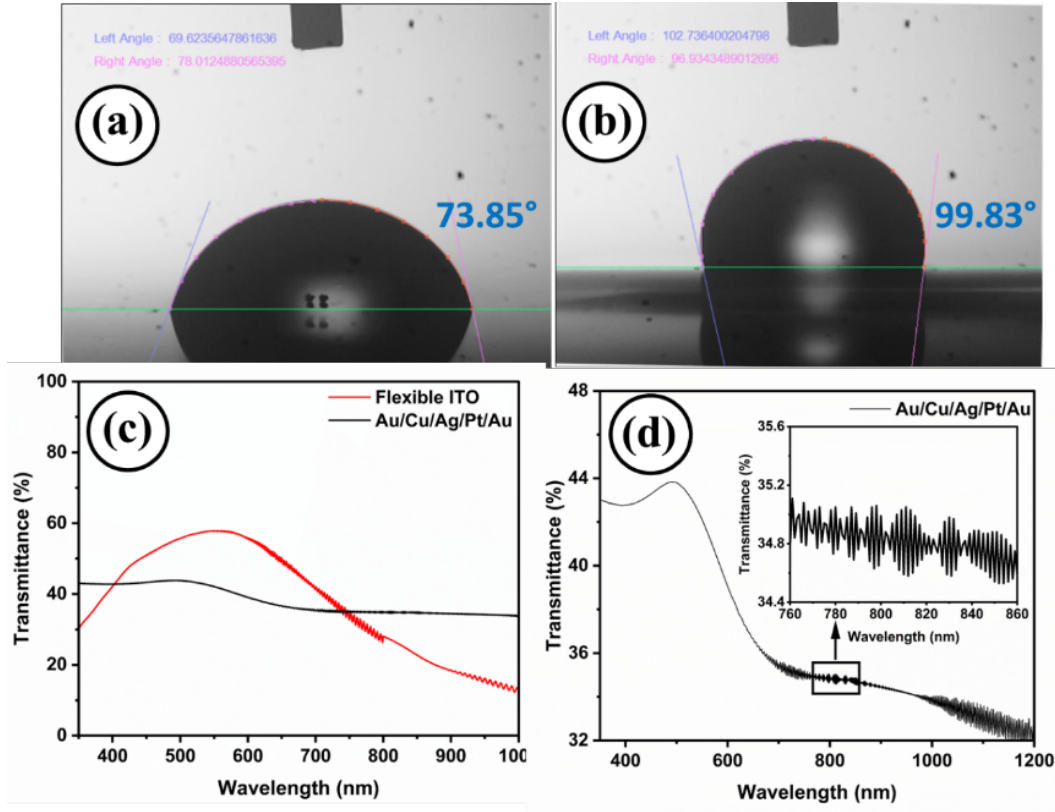 Left Angle : 69.6235647861636
Right Angle : 78.0124880565395
(a)
73.85°
Left Angle : 102.736400204798
Right Angle : 96.9343489012696
(b)
99.83°
100
80
60
40
20
0
Transmittance (%)
(c)
Flexible ITO
Au/Cu/Ag/Pt/Au
400 500 600 700 800 900 1000
Wavelength (nm)
48
44
40
36
32
Transmittance (%)
(d)
Au/Cu/Ag/Pt/Au
35.6
35.2
34.8
34.4
Transmittance (%)
760 780 800 820 840 860
Wavelength (nm)
400 600 800 1000 1200
Wavelength (nm)